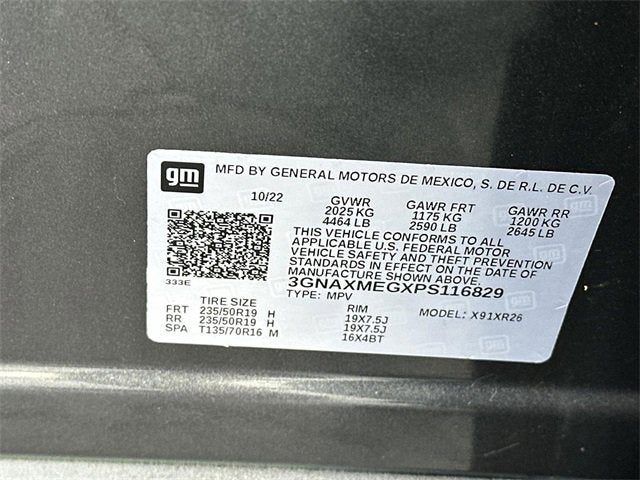 gm
MFD BY GENERAL MOTORS DE MEXICO, S. DE R.L. DE C.V.
10/22 GVWR GAWR FRT GAWR RR
2025 KG 1175 KG 1200 KG
4464 LB 2590 LB 2645 LB
THIS VEHICLE CONFORMS TO ALL
APPLICABLE U.S. FEDERAL MOTOR
VEHICLE SAFETY AND THEFT PREVENTION
STANDARDS IN EFFECT ON THE DATE OF
MANUFACTURE SHOWN ABOVE.
333E 3GNAXMEGXPS116829
TYPE: MPV
TIRE SIZE RIM MODEL: X91XR26
FRT 235/50R19 H 19X7.5J
RR 235/50R19 H 19X7.5J
SPA T135/70R16 M 16X4BT